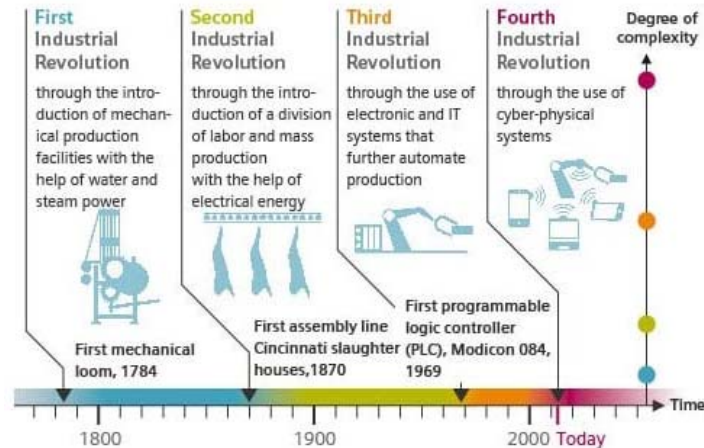 First
Industrial
Revolution
through the intro-
duction of mechan-
ical production
facilities with the
help of water and
steam power
First mechanical
loom, 1784
Second
Industrial
Revolution
through the intro-
duction of a division
of labor and mass
production
with the help of
electrical energy
First assembly line
Cincinnati slaughter
houses,1870
Third
Industrial
Revolution
through the use of
electronic and IT
systems that
further automate
production
First programmable
logic controller
(PLC), Modicon 084,
1969
Fourth
Industrial
Revolution
through the use of
cyber-physical
systems
Degree of
complexity
Time
1800
1900
2000
Today